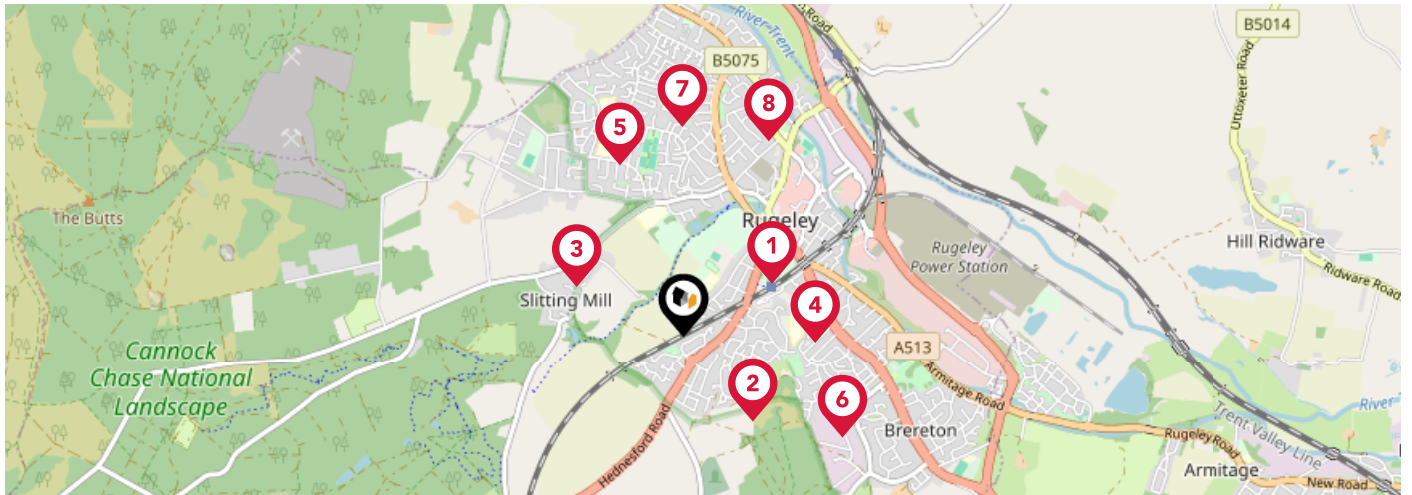 River Trent
n Road
B5014
B5075
Uttoxeter Road
7
8
5
The Butts
Rugeley
1
Rugeley
Power Station
Hill Ridware
Ridware Road
3
Slitting Mill
4
A513
Cannock
Chase National
Landscape
2
6
Armitage Road
River
Brereton
Hednesford Road
Rugeley Road
Trent Valley Line
Armitage
New Road